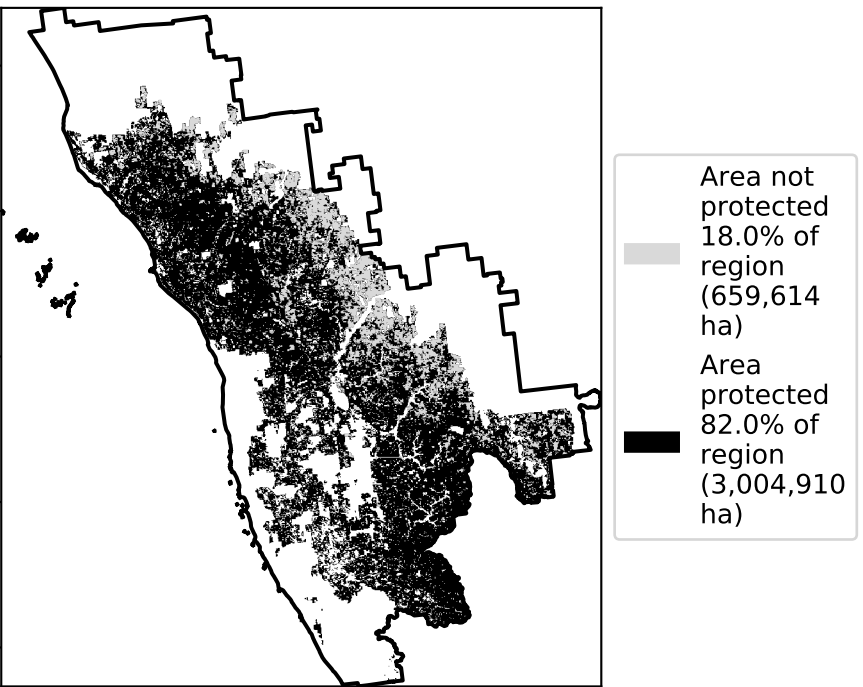 Area not
protected
18.0% of
region
(659,614
ha)
Area
protected
82.0% of
region
(3,004,910
ha)